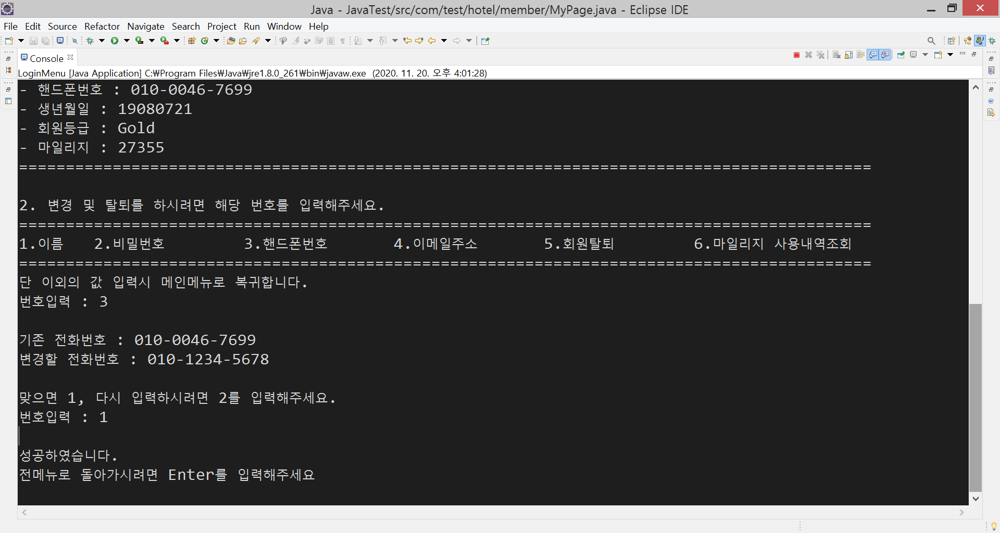 Java - JavaTest/src/com/test/hotel/member/MyPage.java - Eclipse IDE
File Edit Source Refactor Navigate Search Project Run Window Help
Console
LoginMenu [Java Application] C:₩Program Files₩Java₩jre1.8.0_261₩bin₩javaw.exe (2020. 11. 20. 오후 4:01:28)
- 핸드폰번호 : 010-0046-7699
- 생년월일 : 19080721
- 회원등급 : Gold
- 마일리지 : 27355
=============================================================================================
2. 변경 및 탈퇴를 하시려면 해당 번호를 입력해주세요.
=============================================================================================
1.이름 2.비밀번호 3.핸드폰번호 4.이메일주소 5.회원탈퇴 6.마일리지 사용내역조회
=============================================================================================
단 이외의 값 입력시 메인메뉴로 복귀합니다.
번호입력 : 3
기존 전화번호 : 010-0046-7699
변경할 전화번호 : 010-1234-5678
맞으면 1, 다시 입력하시려면 2를 입력해주세요.
번호입력 : 1
성공하였습니다.
전메뉴로 돌아가시려면 Enter를 입력해주세요